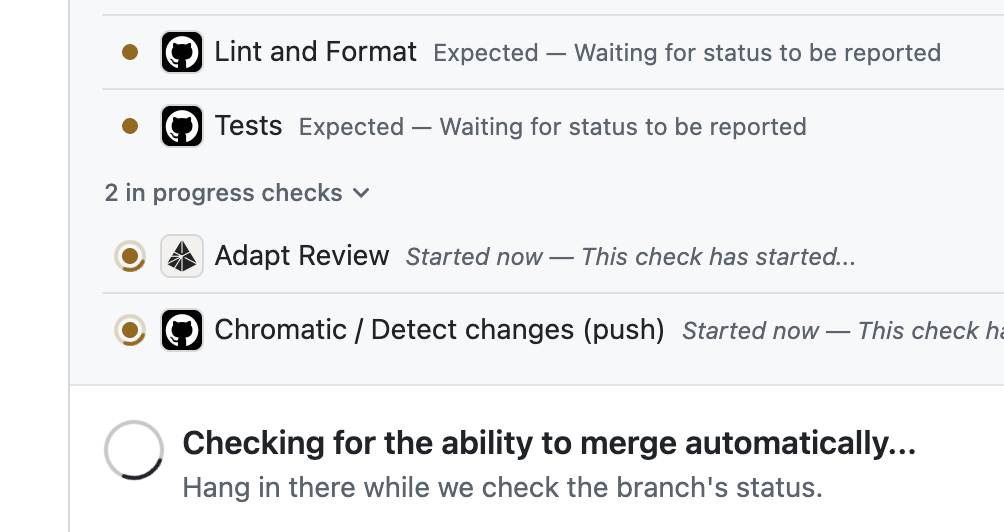 Lint and Format Expected — Waiting for status to be reported
Tests Expected — Waiting for status to be reported
2 in progress checks
Adapt Review Started now — This check has started...
Chromatic / Detect changes (push) Started now — This check
Checking for the ability to merge automatically...
Hang in there while we check the branch's status.